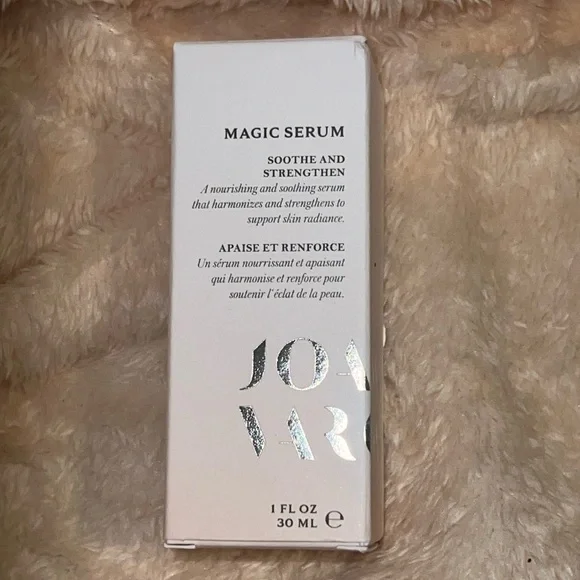 MAGIC SERUM
SOOTHE AND
STRENGTHEN
A nourishing and soothing serum
that harmonizes and strengthens to
support skin radiance.
APAISE ET RENFORCE
Un sérum nourrissant et apaisant
qui harmonise et renforce pour
soutenir l'éclat de la peau.
JOA
VAR
1 FL OZ
30 ML ℮